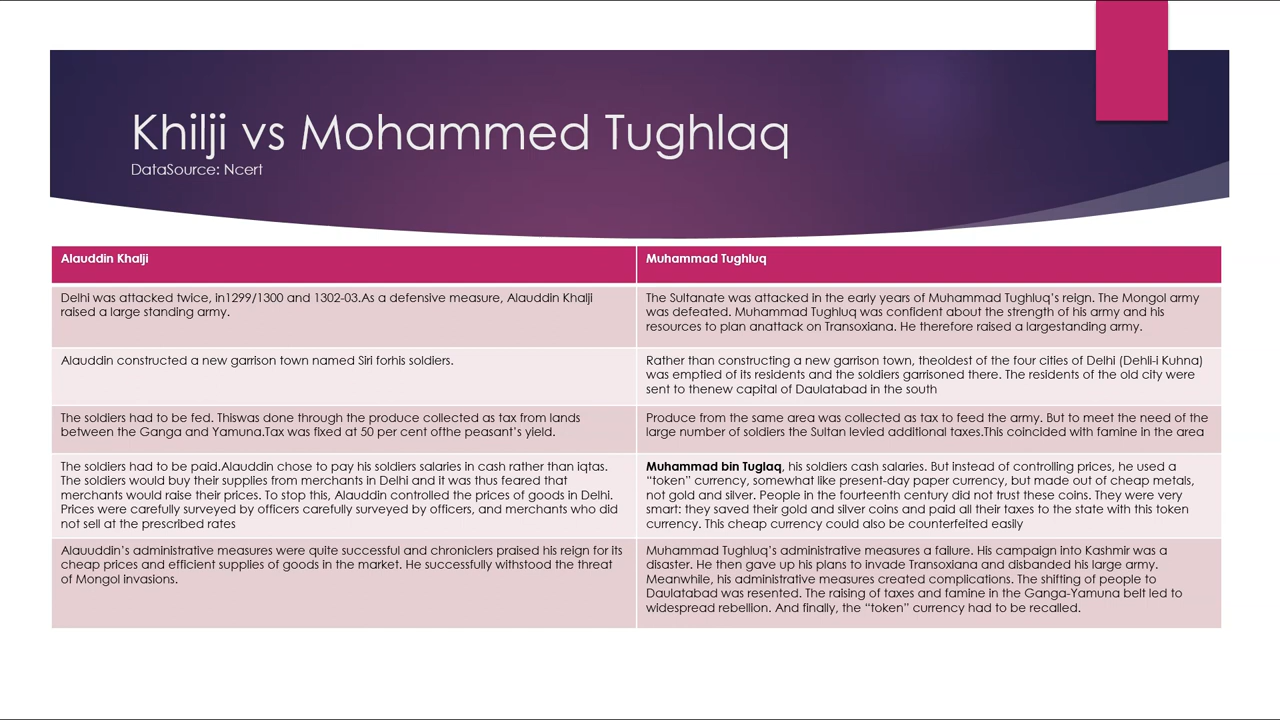 Khilji vs Mohammed Tughlaq
DataSource: Ncert
Alauddin Khalji
Muhammad Tughluq
Delhi was attacked twice, in1299/1300 and 1302-03.As a defensive measure, Alauddin Khalji
raised a large standing army.
The Sultanate was attacked in the early years of Muhammad Tughluq's reign. The Mongol army
was defeated. Muhammad Tughluq was confident about the strength of his army and his
resources to plan anattack on Transoxiana. He therefore raised a largestanding army.
Alauddin constructed a new garrison town named Siri forhis soldiers.
Rather than constructing a new garrison town, theoldest of the four cities of Delhi (Dehli-i Kuhna)
was emptied of its residents and the soldiers garrisoned there. The residents of the old city were
sent to thenew capital of Daulatabad in the south
The soldiers had to be fed. Thiswas done through the produce collected as tax from lands
between the Ganga and Yamuna.Tax was fixed at 50 per cent ofthe peasant's yield.
Produce from the same area was collected as tax to feed the army. But to meet the need of the
large number of soldiers the Sultan levied additional taxes.This coincided with famine in the area
The soldiers had to be paid.Alauddin chose to pay his soldiers salaries in cash rather than iqtas.
The soldiers would buy their supplies from merchants in Delhi and it was thus feared that
merchants would raise their prices. To stop this, Alauddin controlled the prices of goods in Delhi.
Prices were carefully surveyed by officers carefully surveyed by officers, and merchants who did
not sell at the prescribed rates
Muhammad bin Tuglaq, his soldiers cash salaries. But instead of controlling prices, he used a
“token” currency, somewhat like present-day paper currency, but made out of cheap metals,
not gold and silver. People in the fourteenth century did not trust these coins. They were very
smart: they saved their gold and silver coins and paid all their taxes to the state with this token
currency. This cheap currency could also be counterfeited easily
Alauuddin's administrative measures were quite successful and chroniclers praised his reign for its
cheap prices and efficient supplies of goods in the market. He successfully withstood the threat
of Mongol invasions.
Muhammad Tughluq's administrative measures a failure. His campaign into Kashmir was a
disaster. He then gave up his plans to invade Transoxiana and disbanded his large army.
Meanwhile, his administrative measures created complications. The shifting of people to
Daulatabad was resented. The raising of taxes and famine in the Ganga-Yamuna belt led to
widespread rebellion. And finally, the “token” currency had to be recalled.